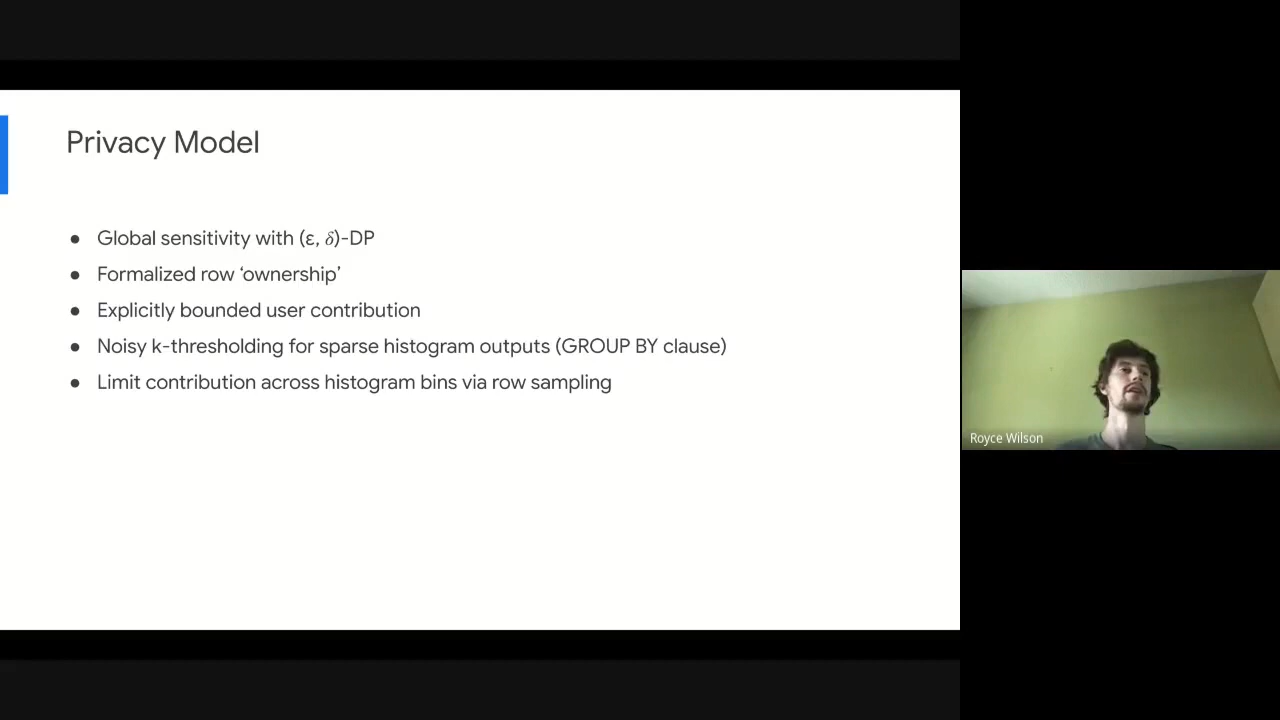 Privacy Model
● Global sensitivity with (ε, 𝛿)-DP
● Formalized row ‘ownership’
● Explicitly bounded user contribution
● Noisy k-thresholding for sparse histogram outputs (GROUP BY clause)
● Limit contribution across histogram bins via row sampling
Royce Wilson